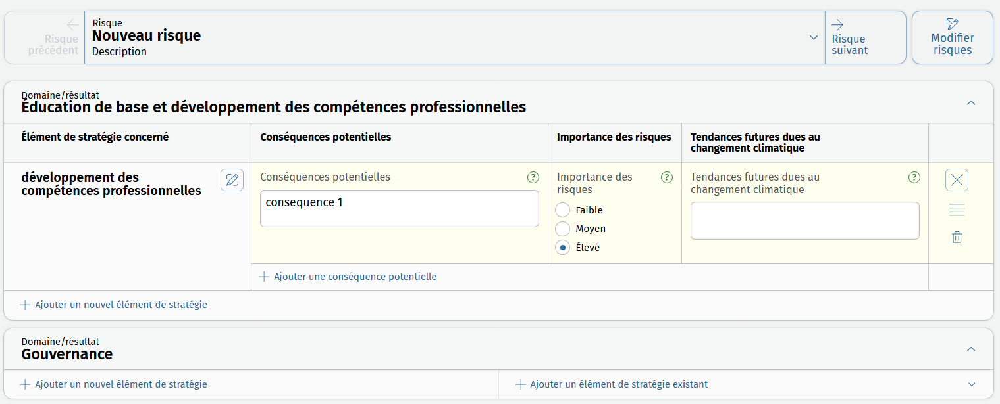 Risque précédent
Risque
Nouveau risque
Description
Risque suivant
Modifier risques
Domaine/résultat
Éducation de base et développement des compétences professionnelles
Élément de stratégie concerné
Conséquences potentielles
Importance des risques
Tendances futures dues au
changement climatique
développement des
compétences professionnelles
Conséquences potentielles
?
consequence 1
Importance des
risques
?
Faible
Moyen
Élevé
Tendances futures dues au
changement climatique
?
Ajouter une conséquence potentielle
Ajouter un nouvel élément de stratégie
Domaine/résultat
Gouvernance
Ajouter un nouvel élément de stratégie
Ajouter un élément de stratégie existant